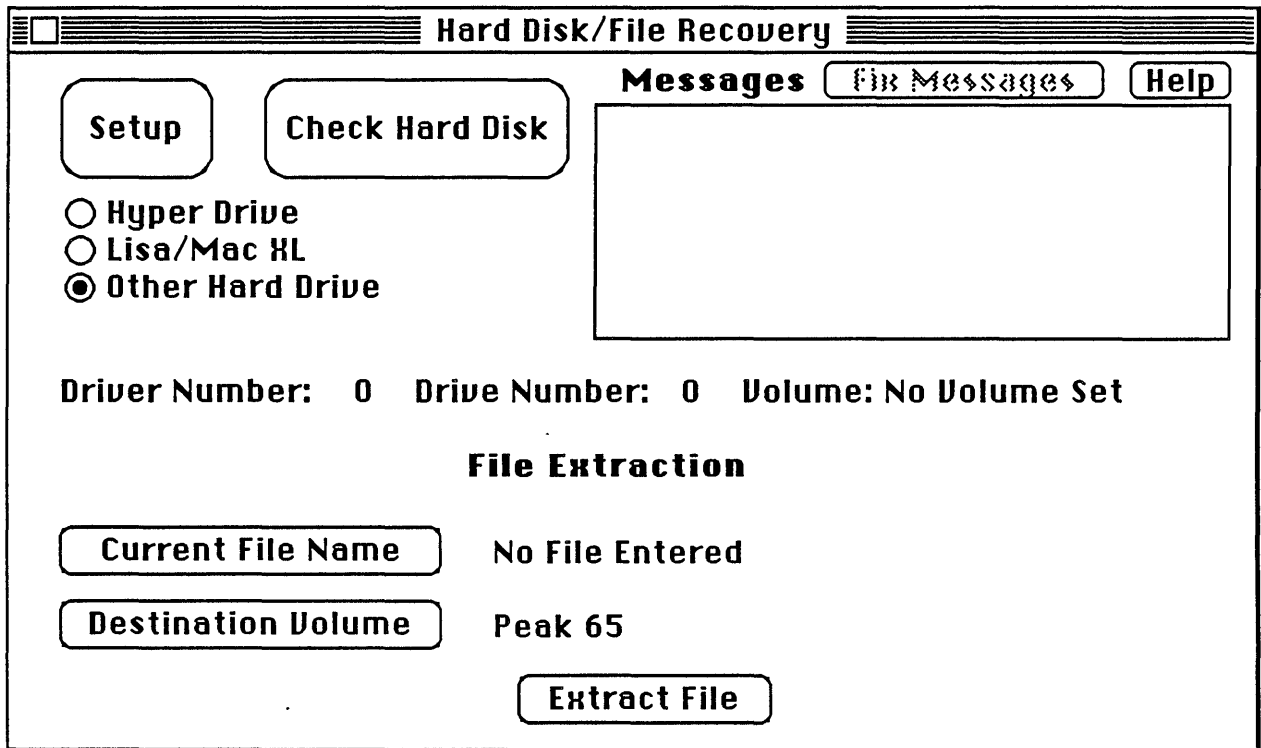 Hard Disk/File Recovery
Messages Fix Messages Help
Setup Check Hard Disk
Hyper Drive
Lisa/Mac XL
Other Hard Drive
Driver Number: 0 Drive Number: 0 Volume: No Volume Set
File Extraction
Current File Name No File Entered
Destination Volume Peak 65
Extract File